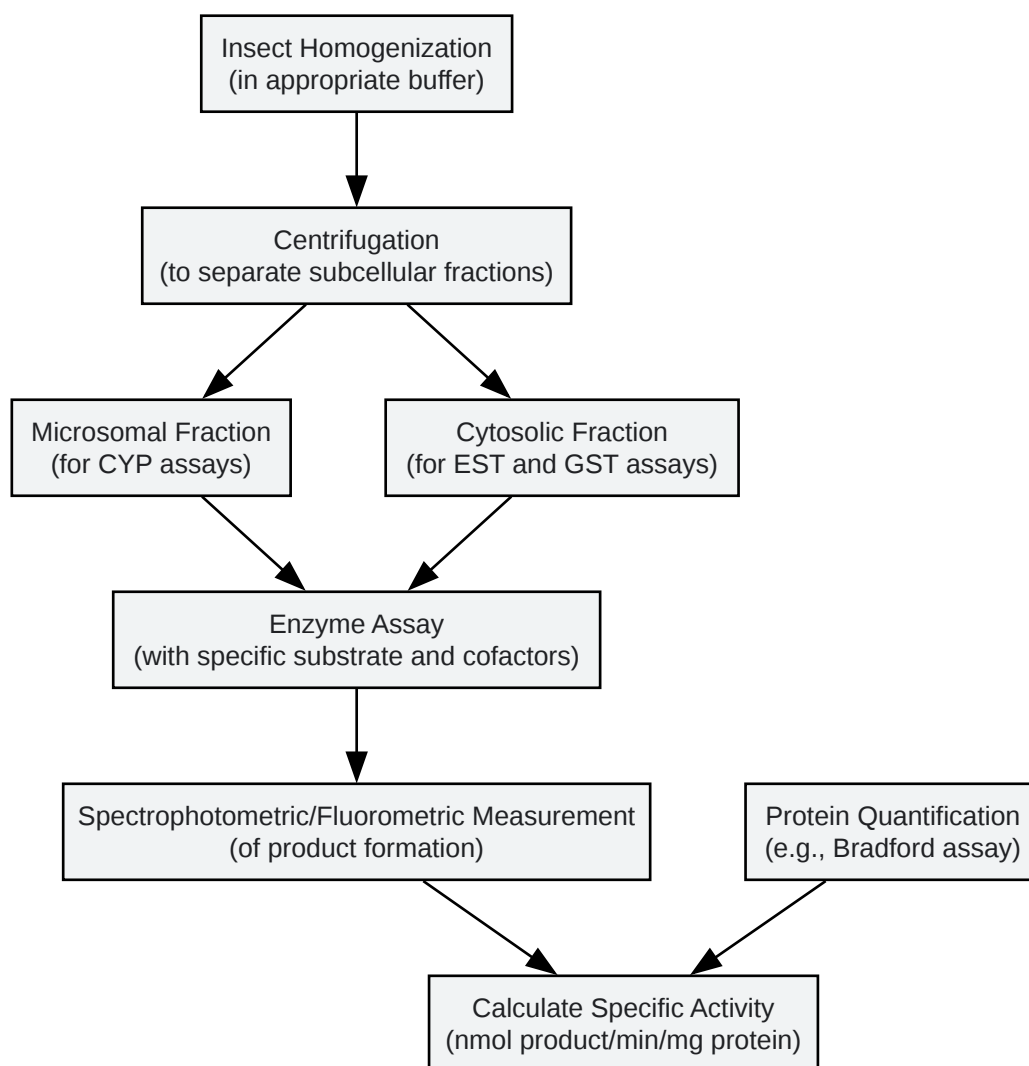 Insect Homogenization
(in appropriate buffer)
Centrifugation
(to separate subcellular fractions)
Microsomal Fraction
(for CYP assays)
Cytosolic Fraction
(for EST and GST assays)
Enzyme Assay
(with specific substrate and cofactors)
Spectrophotometric/Fluorometric Measurement
(of product formation)
Protein Quantification
(e.g., Bradford assay)
Calculate Specific Activity
(nmol product/min/mg protein)